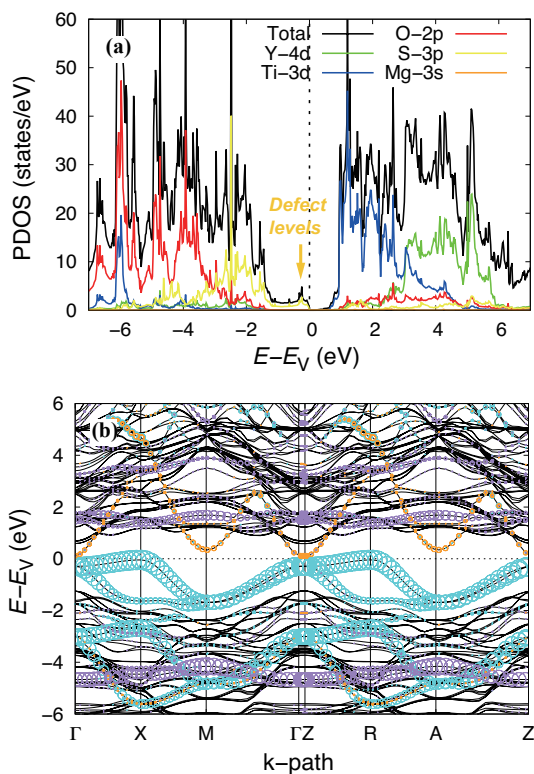 (a)
Total O−2p
Y−4d S−3p
Ti−3d Mg−3s
Defect
levels
PDOS (states/eV)
60
50
40
30
20
10
0
−6 −4 −2 0 2 4 6
E−E_V (eV)
(b)
E−E_V (eV)
6
4
2
0
−2
−4
−6
Γ X M ΓZ R A Z
k−path